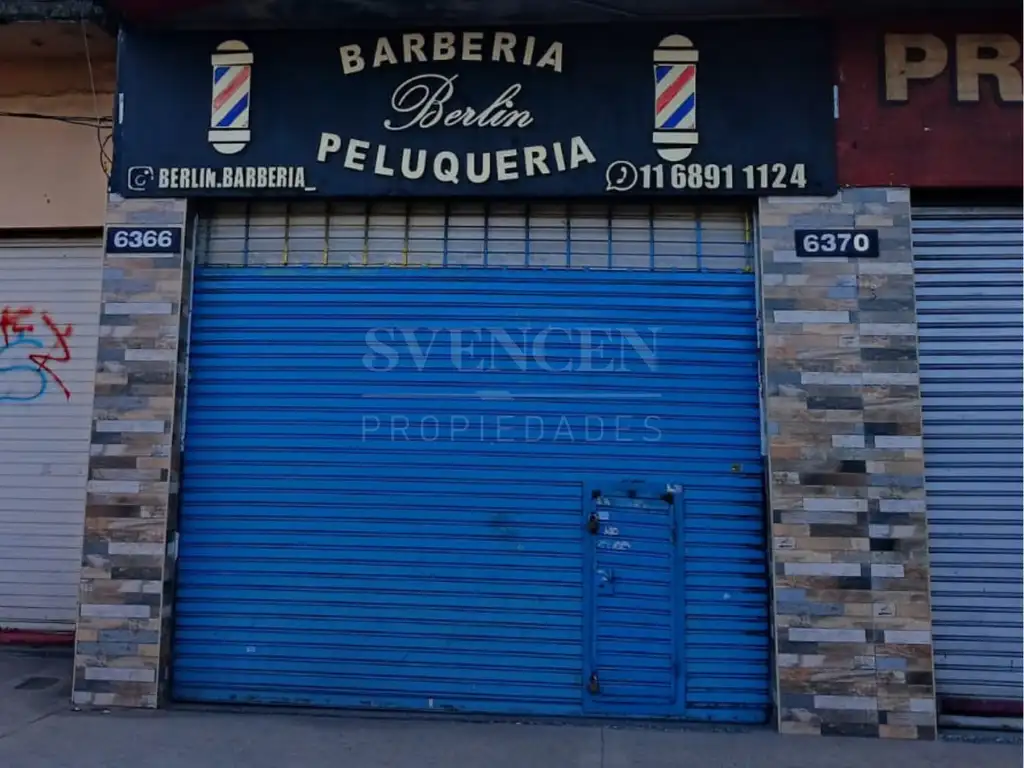 BARBERIA
Berlin
PELUQUERIA
BERLIN.BARBERIA_
11 6891 1124
PR
6366
6370
SVENCEN
PROPIEDADES